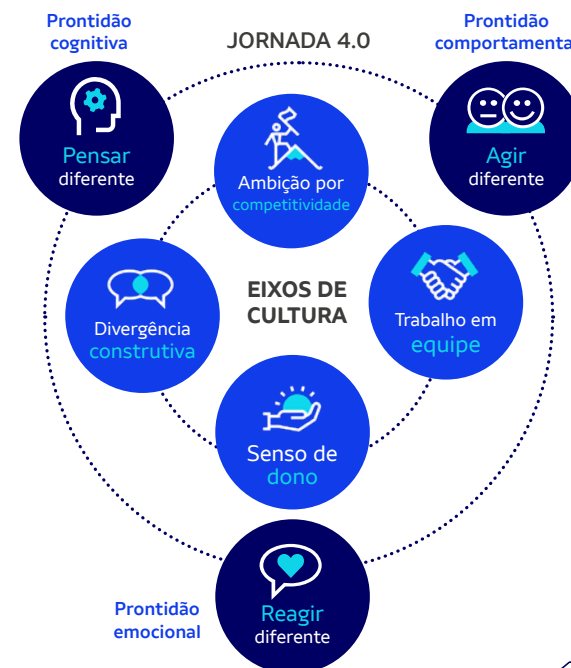 Prontidão
cognitiva
JORNADA 4.0
Prontidão
comportamenta
Pensar
diferente
Agir
diferente
Ambição por
competitividade
Divergência
construtiva
EIXOS DE
CULTURA
Trabalho em
equipe
Senso de
dono
Prontidão
emocional
Reagir
diferente